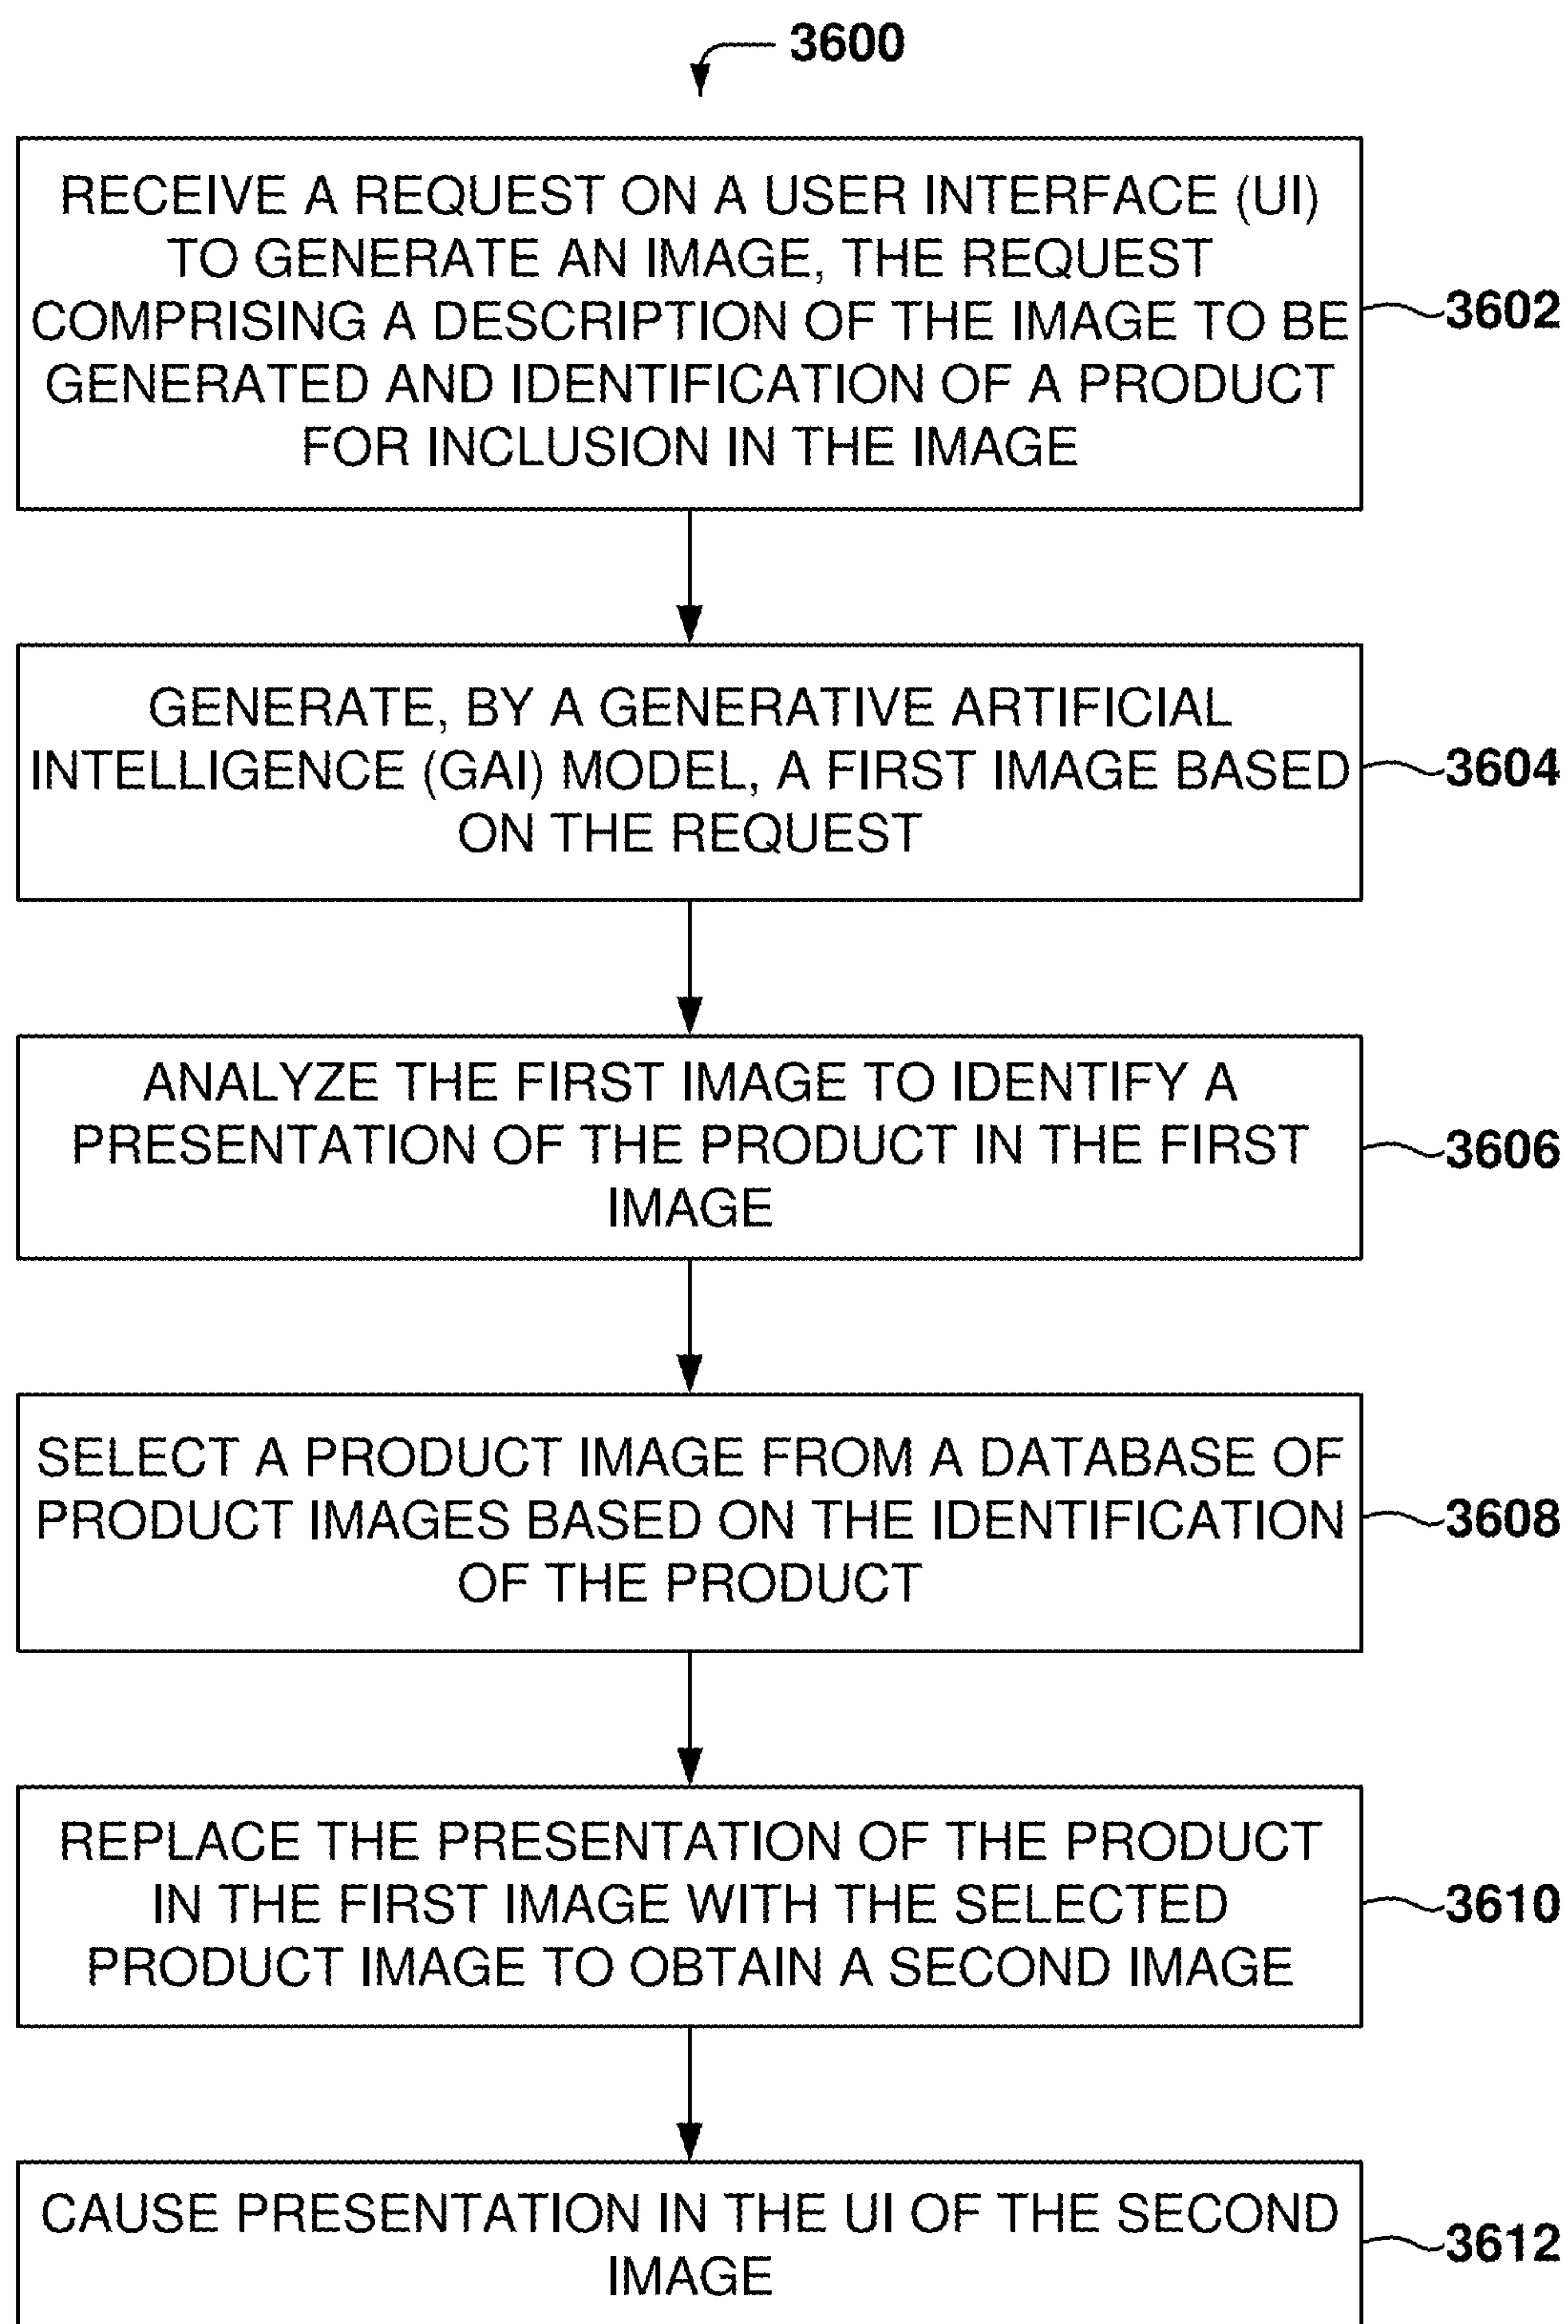 3600
RECEIVE A REQUEST ON A USER INTERFACE (UI)
TO GENERATE AN IMAGE, THE REQUEST
COMPRISING A DESCRIPTION OF THE IMAGE TO BE
GENERATED AND IDENTIFICATION OF A PRODUCT
FOR INCLUSION IN THE IMAGE
3602
GENERATE, BY A GENERATIVE ARTIFICIAL
INTELLIGENCE (GAI) MODEL, A FIRST IMAGE BASED
ON THE REQUEST
3604
ANALYZE THE FIRST IMAGE TO IDENTIFY A
PRESENTATION OF THE PRODUCT IN THE FIRST
IMAGE
3606
SELECT A PRODUCT IMAGE FROM A DATABASE OF
PRODUCT IMAGES BASED ON THE IDENTIFICATION
OF THE PRODUCT
3608
REPLACE THE PRESENTATION OF THE PRODUCT
IN THE FIRST IMAGE WITH THE SELECTED
PRODUCT IMAGE TO OBTAIN A SECOND IMAGE
3610
CAUSE PRESENTATION IN THE UI OF THE SECOND
IMAGE
3612